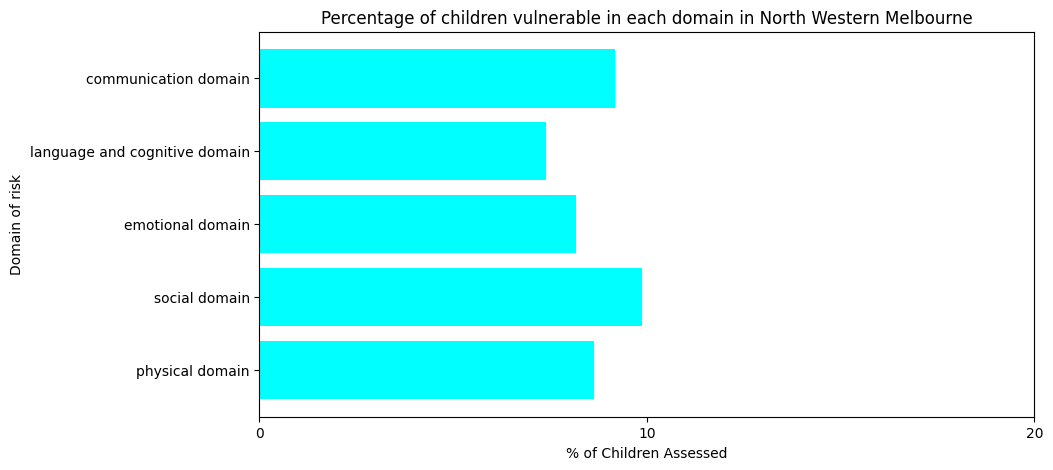 Percentage of children vulnerable in each domain in North Western Melbourne
Domain of risk
communication domain
language and cognitive domain
emotional domain
social domain
physical domain
0
10
20
% of Children Assessed